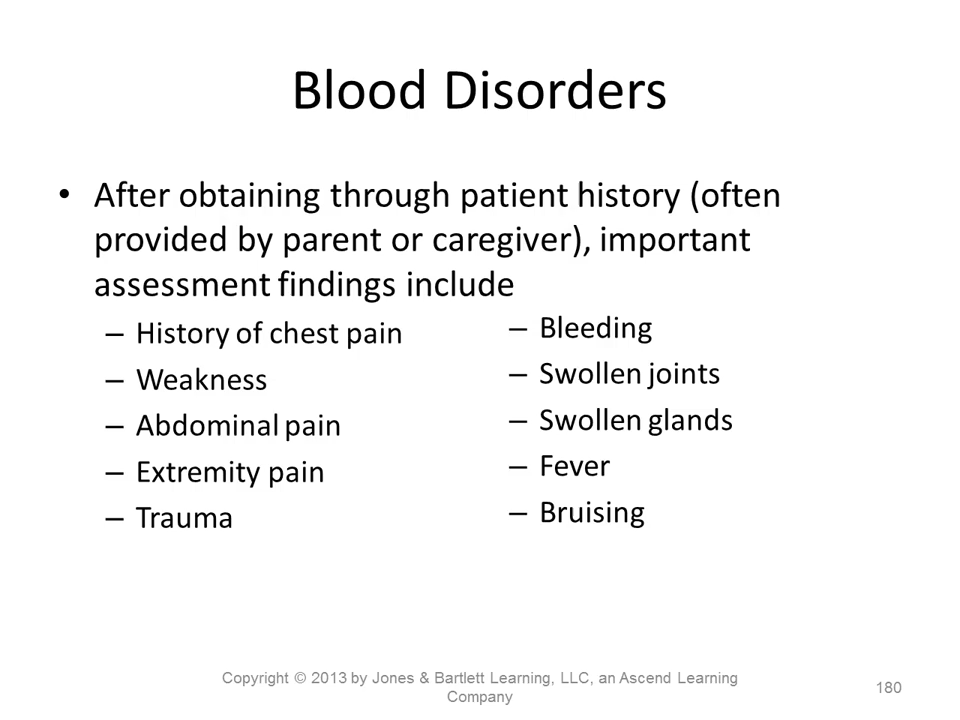 Blood Disorders
• After obtaining through patient history (often
provided by parent or caregiver), important
assessment findings include
– History of chest pain
– Weakness
– Abdominal pain
– Extremity pain
– Trauma
– Bleeding
– Swollen joints
– Swollen glands
– Fever
– Bruising
Copyright © 2013 by Jones & Bartlett Learning, LLC, an Ascend Learning
Company
180